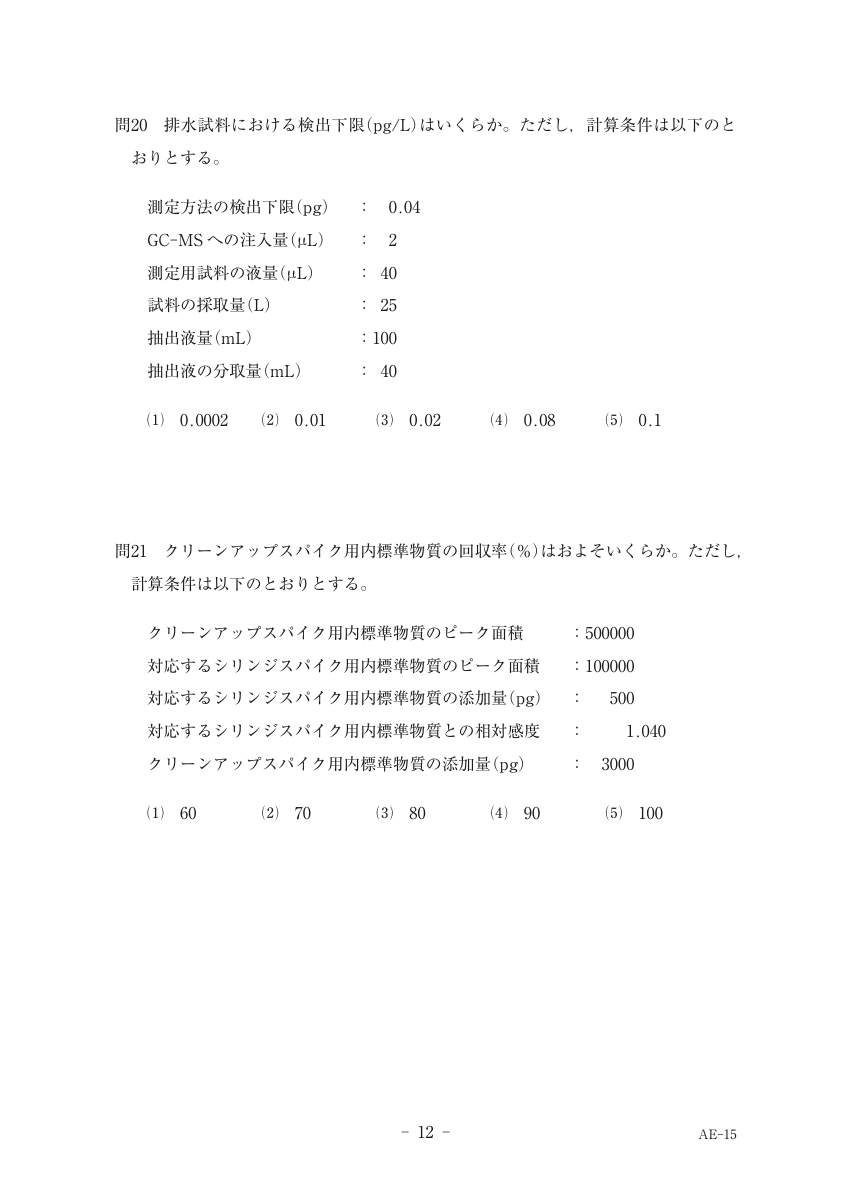 問20　排水試料における検出下限(pg/L)はいくらか。ただし，計算条件は以下のと
おりとする。
測定方法の検出下限(pg)　：　0.04
GC-MS への注入量(μL)　：　2
測定用試料の液量(μL)　：　40
試料の採取量(L)　：　25
抽出液量(mL)　：100
抽出液の分取量(mL)　：　40
(1)　0.0002　(2)　0.01　(3)　0.02　(4)　0.08　(5)　0.1
問21　クリーンアップスパイク用内標準物質の回収率(%)はおよそいくらか。ただし，
計算条件は以下のとおりとする。
クリーンアップスパイク用内標準物質のピーク面積　：500000
対応するシリンジスパイク用内標準物質のピーク面積　：100000
対応するシリンジスパイク用内標準物質の添加量(pg)　：　500
対応するシリンジスパイク用内標準物質との相対感度　：　1.040
クリーンアップスパイク用内標準物質の添加量(pg)　：　3000
(1)　60　(2)　70　(3)　80　(4)　90　(5)　100
- 12 -
AE-15